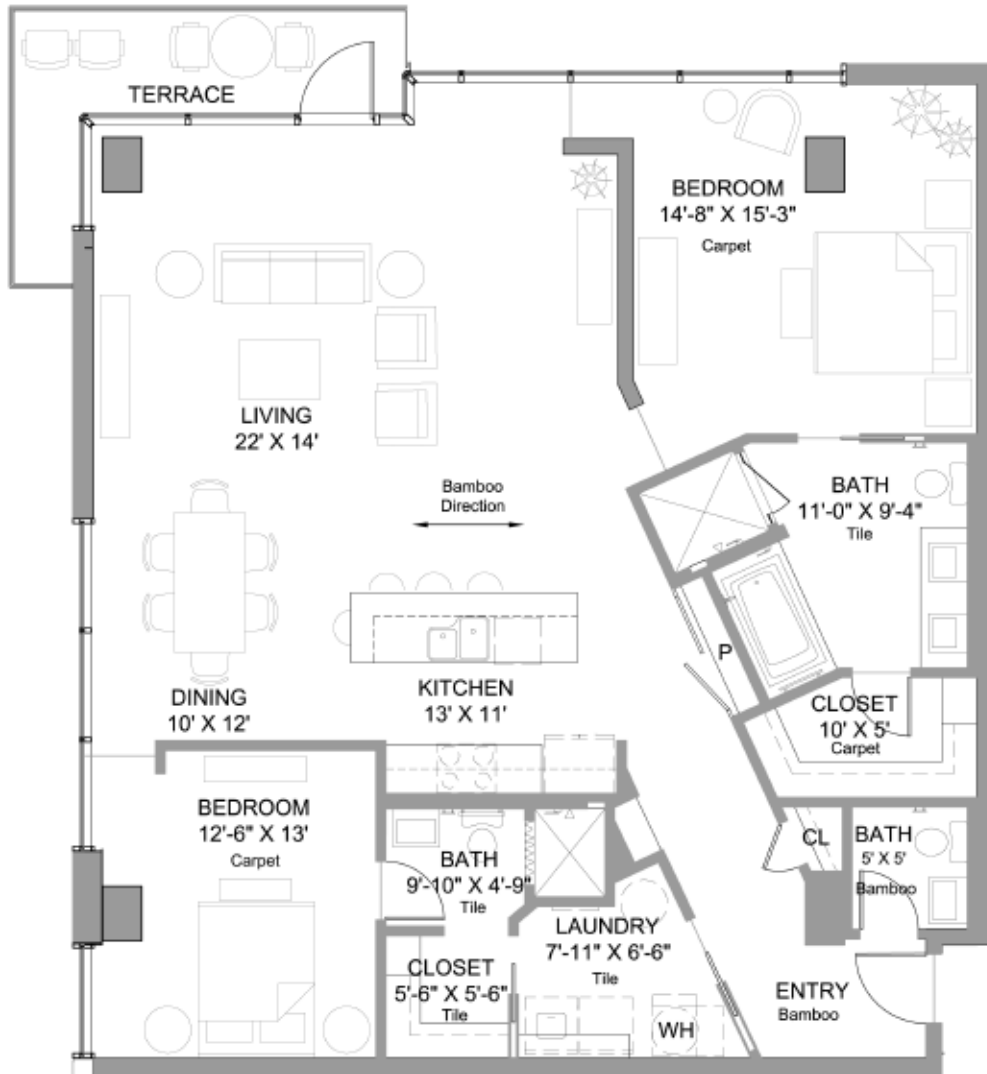 TERRACE
BEDROOM
14'-8" X 15'-3"
Carpet
LIVING
22' X 14'
Bamboo
Direction
BATH
11'-0" X 9'-4"
Tile
P
DINING
10' X 12'
KITCHEN
13' X 11'
CLOSET
10' X 5'
Carpet
BEDROOM
12'-6" X 13'
Carpet
BATH
9'-10" X 4'-9"
Tile
CL
BATH
5' X 5'
Bamboo
LAUNDRY
7'-11" X 6'-6"
Tile
CLOSET
5'-6" X 5'-6"
Tile
WH
ENTRY
Bamboo